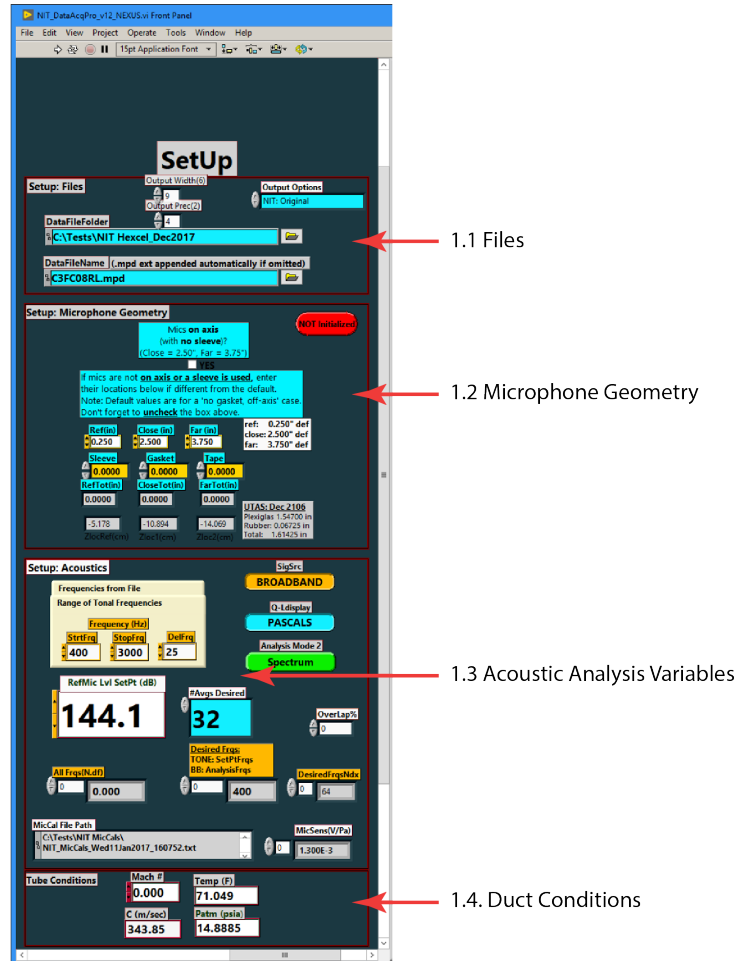 NIT_DataAcqPro_v12_NEXUS.vi Front Panel
File Edit View Project Operate Tools Window Help
15pt Application Font
SetUp
Setup: Files
Output Width(6)
9
Output Prec(2)
4
Output Options
NIT: Original
DataFileFolder
C:\Tests\NIT Hexcel_Dec2017
DataFileName (.mpd ext appended automatically if omitted)
C3FC08RL.mpd
1.1 Files
Setup: Microphone Geometry
NOT Initialized
Mics on axis
(with no sleeve)?
(Close = 2.50", Far = 3.75")
YES
If mics are not on axis or a sleeve is used, enter
their locations below if different from the default.
Note: Default values are for a 'no gasket, off-axis' case.
Don't forget to uncheck the box above.
1.2 Microphone Geometry
Ref(in) Close (in) Far (in)
0.250 2.500 3.750
ref: 0.250" def
close: 2.500" def
far: 3.750" def
Sleeve Gasket Tape
0.0000 0.0000 0.0000
RefTot(in) CloseTot(in) FarTot(in)
0.0000 0.0000 0.0000
-5.178 -10.894 -14.069
ZlocRef(cm) Zloc1(cm) Zloc2(cm)
UTAS: Dec 2106
Plexiglas 1.54700 in
Rubber: 0.06725 in
Total: 1.61425 in
Setup: Acoustics
SigSrc
BROADBAND
Q-Ldisplay
PASCALS
Analysis Mode 2
Spectrum
Frequencies from File
Range of Tonal Frequencies
Frequency (Hz)
StrtFrq StopFrq DelFrq
400 3000 25
1.3 Acoustic Analysis Variables
RefMic Lvl SetPt (dB)
144.1
#Avgs Desired
32
OverLap%
0
Desired Frqs:
TONE: SetPtFrqs
BB: AnalysisFrqs
All Frqs(N.df)
0 0.000
0 400
DesiredFrqsNdx
0 64
MicCal File Path
C:\Tests\NIT MicCals\
NIT_MicCals_Wed11Jan2017_160752.txt
MicSens(V/Pa)
0 1.300E-3
Tube Conditions
Mach #
0.000
Temp (F)
71.049
C (m/sec)
343.85
Patm (psia)
14.8885
1.4. Duct Conditions